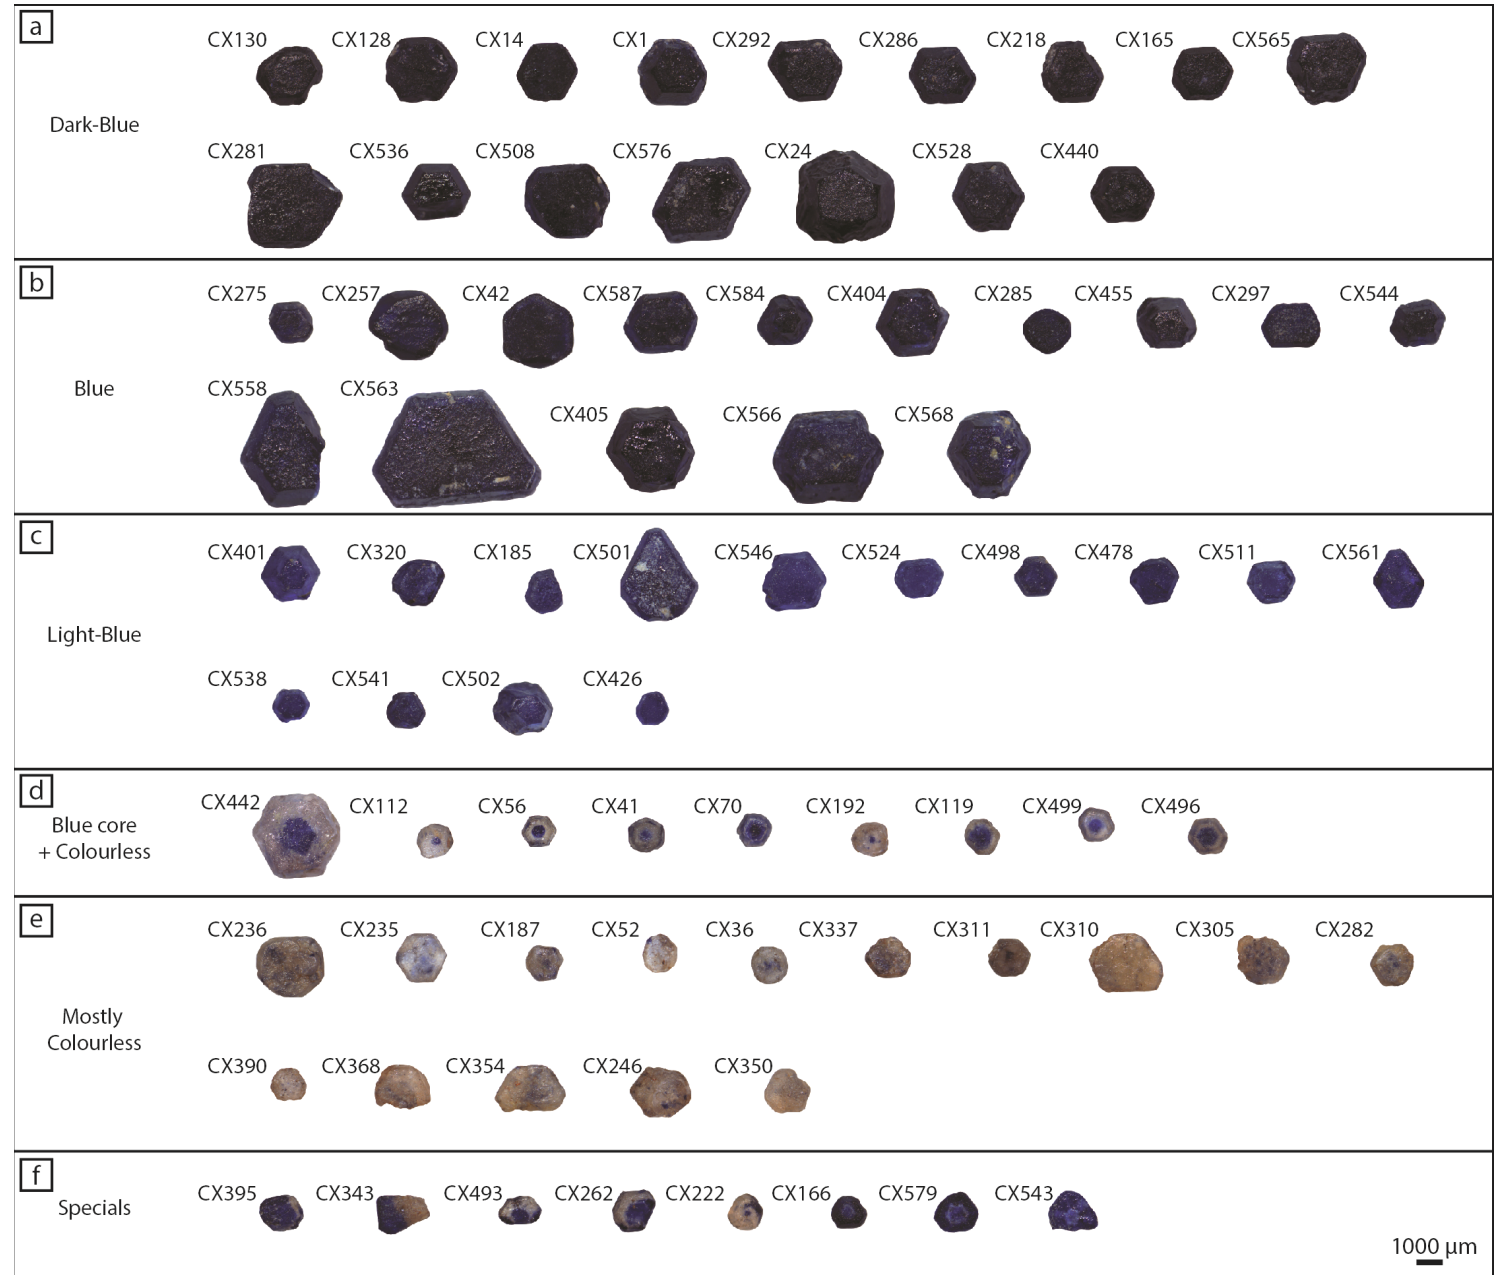 a
CX130 CX128 CX14 CX1 CX292 CX286 CX218 CX165 CX565
Dark-Blue
CX281 CX536 CX508 CX576 CX24 CX528 CX440
b
CX275 CX257 CX42 CX587 CX584 CX404 CX285 CX455 CX297 CX544
Blue
CX558 CX563 CX405 CX566 CX568
c
CX401 CX320 CX185 CX501 CX546 CX524 CX498 CX478 CX511 CX561
Light-Blue
CX538 CX541 CX502 CX426
d
CX442 CX112 CX56 CX41 CX70 CX192 CX119 CX499 CX496
Blue core
+ Colourless
e
CX236 CX235 CX187 CX52 CX36 CX337 CX311 CX310 CX305 CX282
Mostly
Colourless
CX390 CX368 CX354 CX246 CX350
f
CX395 CX343 CX493 CX262 CX222 CX166 CX579 CX543
Specials
1000 µm